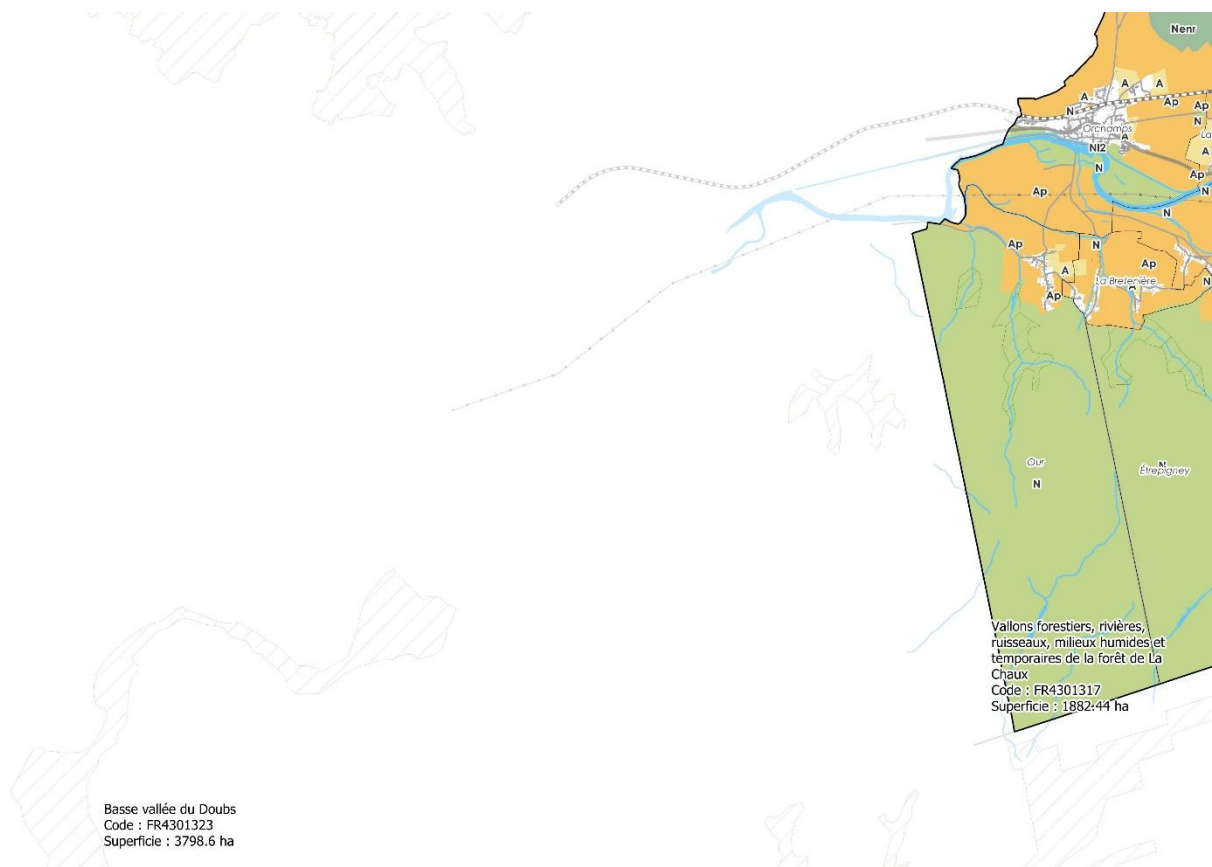 Nenr
A
A
A
Ap
Ap
N
N
Orchamps
A
La
A
Nl2
N
Ap
Ap
N
N
Ap
N
Ap
A
N
La Bretenière
A
Ap
N
Étrepigney
Our
N
Vallons forestiers, rivières,
ruisseaux, milieux humides et
temporaires de la forêt de La
Chaux
Code : FR4301317
Superficie : 1882.44 ha
Basse vallée du Doubs
Code : FR4301323
Superficie : 3798.6 ha